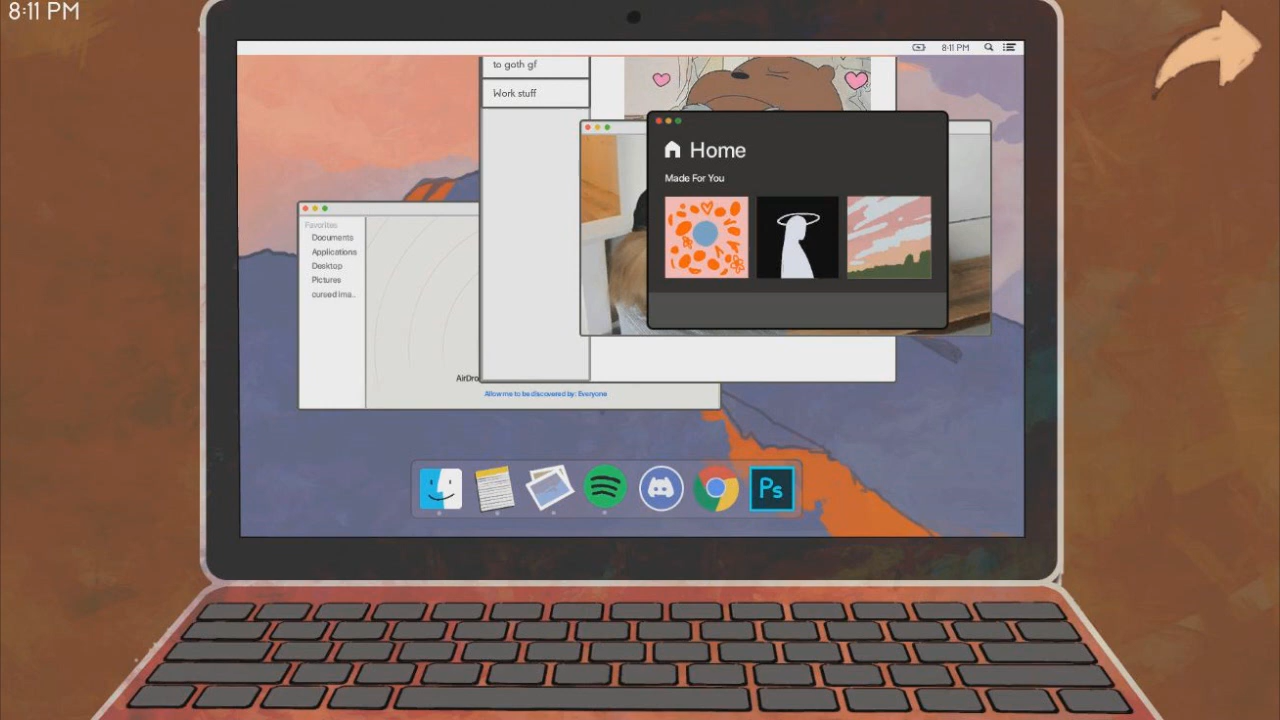 8:11 PM
8:11 PM
to goth gf
Work stuff
Home
Made For You
Favorites
Documents
Applications
Desktop
Pictures
cursed ima..
AirDro
Allow me to be discovered by: Everyone
Ps